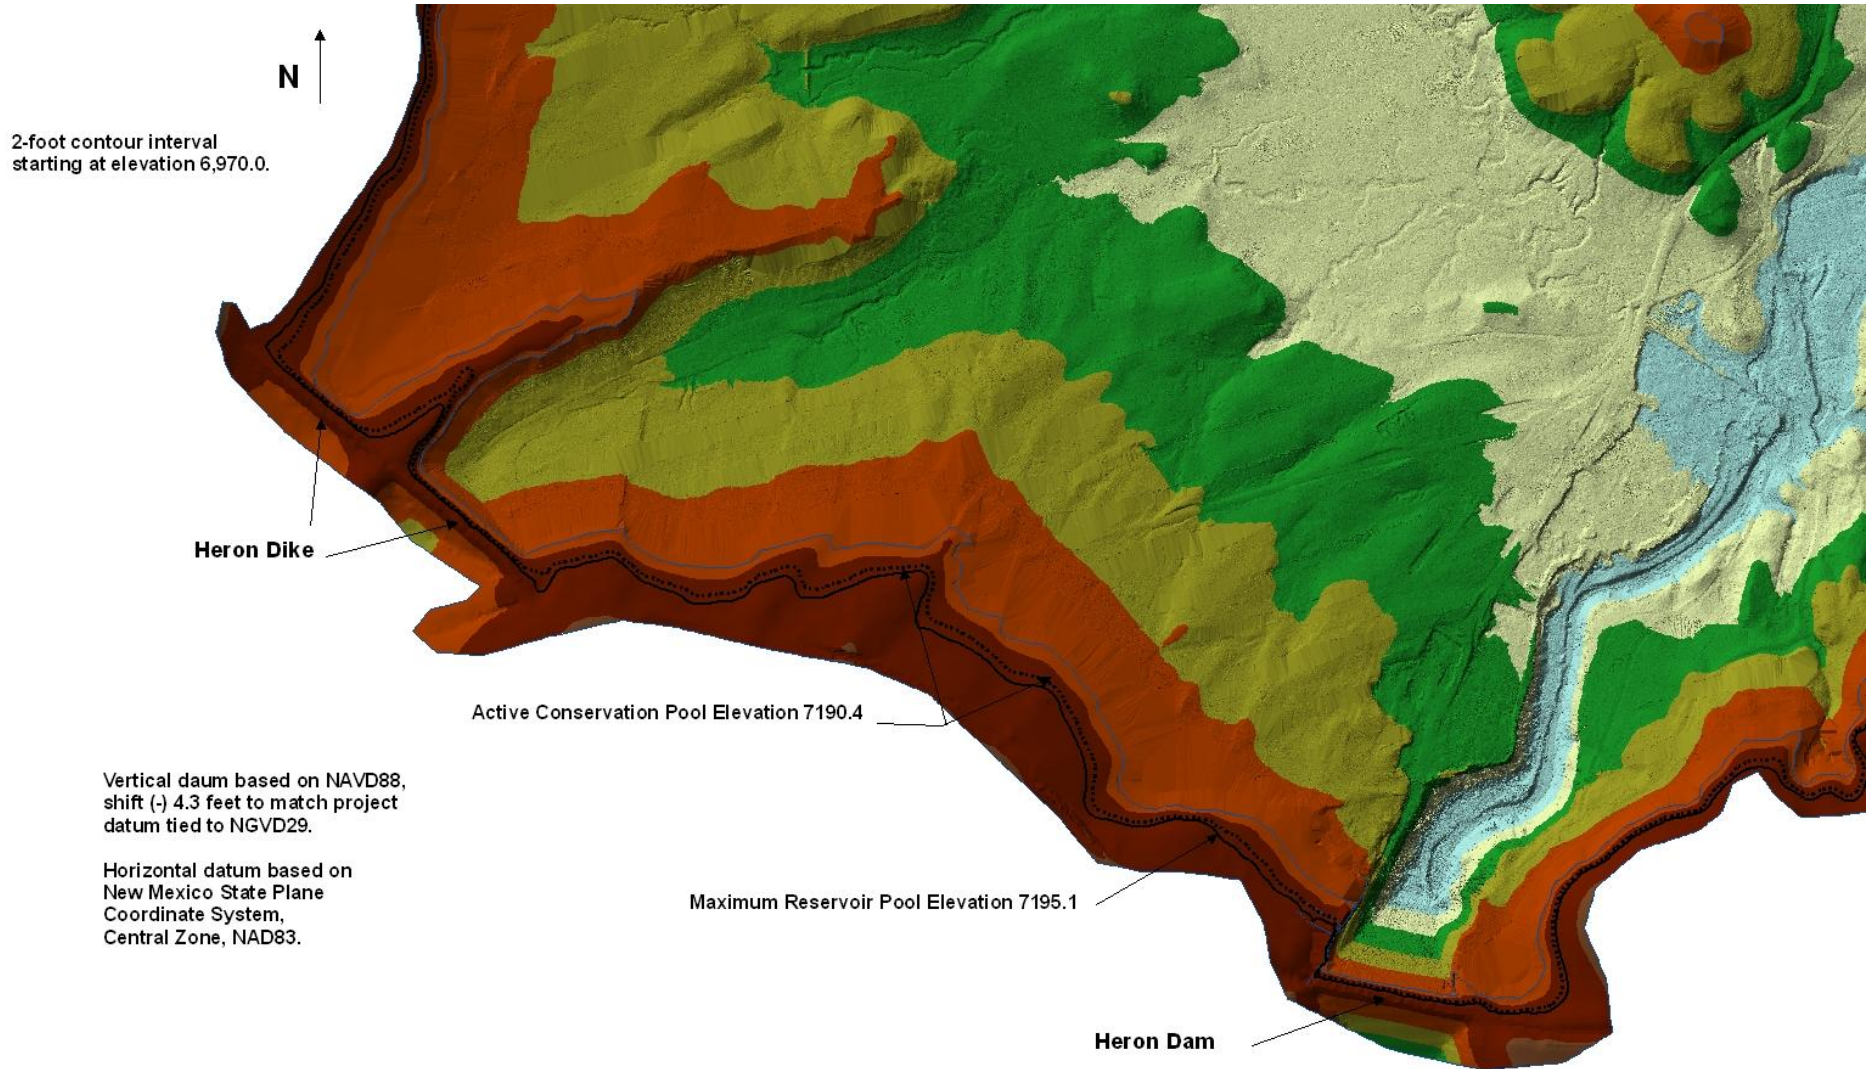 N
2-foot contour interval
starting at elevation 6,970.0.
Heron Dike
Active Conservation Pool Elevation 7190.4
Vertical daum based on NAVD88,
shift (-) 4.3 feet to match project
datum tied to NGVD29.
Horizontal datum based on
New Mexico State Plane
Coordinate System,
Central Zone, NAD83.
Maximum Reservoir Pool Elevation 7195.1
Heron Dam